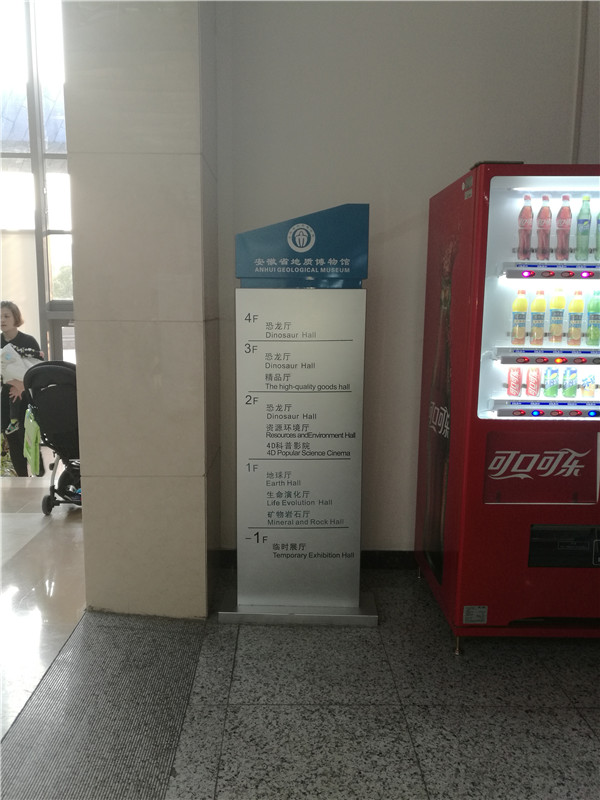 安徽省地质博物馆
ANHUI GEOLOGICAL MUSEUM
4F
恐龙厅
Dinosaur Hall
3F
恐龙厅
Dinosaur Hall
精品厅
The high-quality goods hall
2F
恐龙厅
Dinosaur Hall
资源环境厅
Resources andEnvironment Hall
4D科普影院
4D Popular Science Cinema
1F
地球厅
Earth Hall
生命演化厅
Life Evolution Hall
矿物岩石厅
Mineral and Rock Hall
-1F
临时展厅
Temporary Exhibition Hall
可口可乐
可口可乐